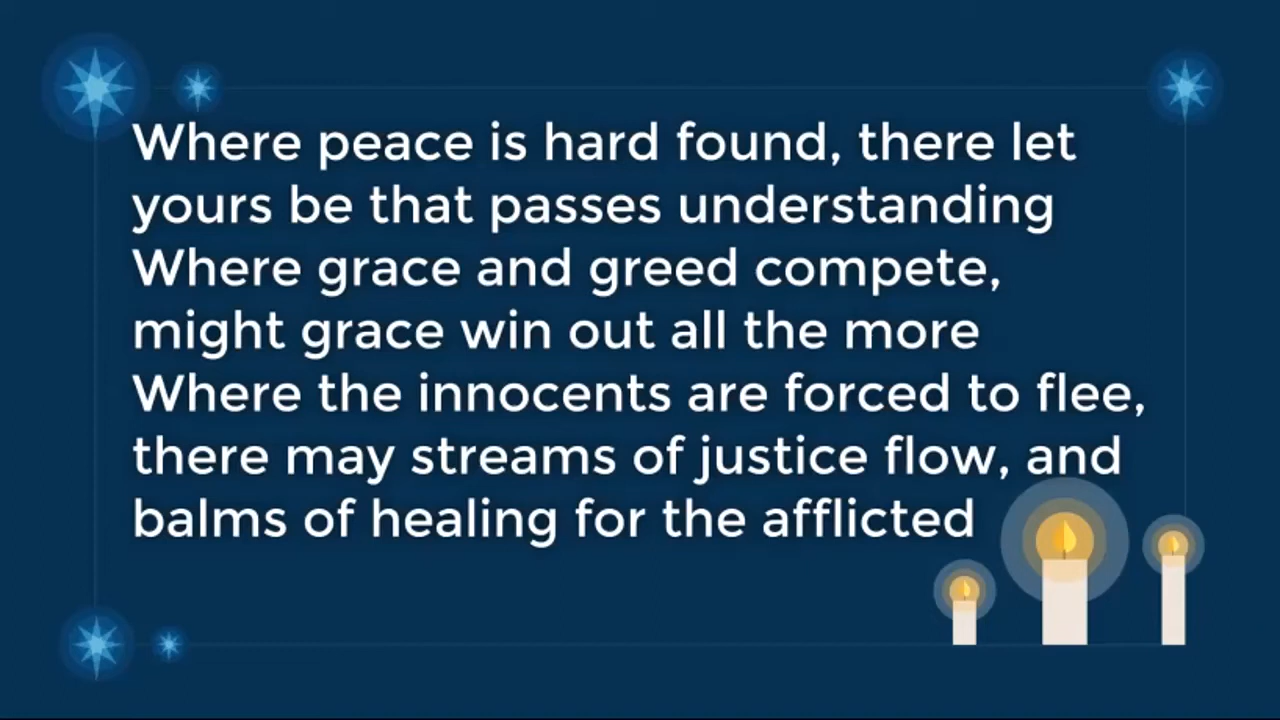 Where peace is hard found, there let
yours be that passes understanding
Where grace and greed compete,
might grace win out all the more
Where the innocents are forced to flee,
there may streams of justice flow, and
balms of healing for the afflicted